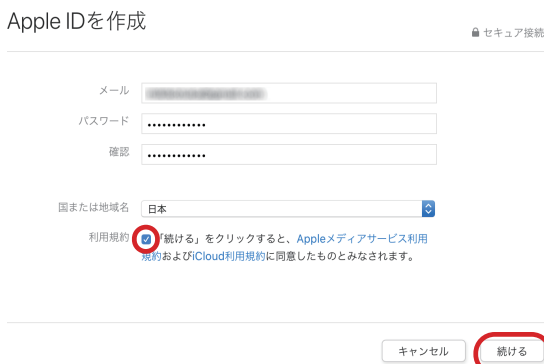 Apple IDを作成
セキュア接続
メール
パスワード ••••••••••••
確認 ••••••••••••
国または地域名 日本
利用規約 「続ける」をクリックすると、Appleメディアサービス利用
規約およびiCloud利用規約に同意したものとみなされます。
キャンセル 続ける